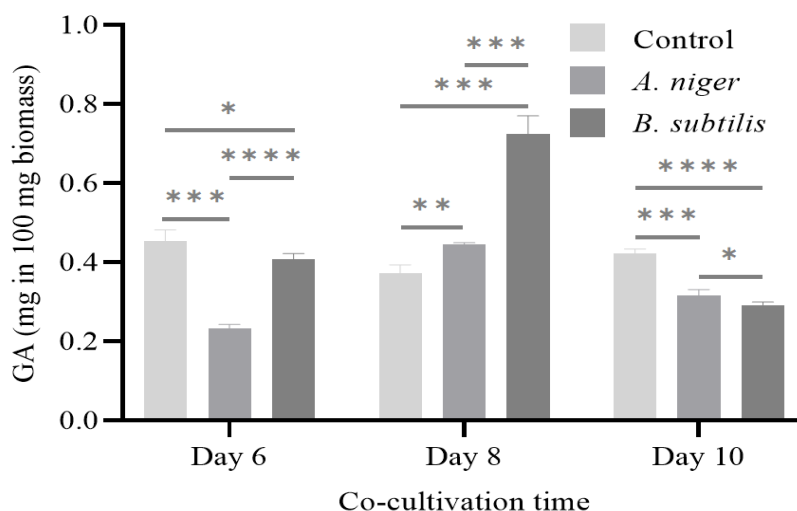 GA (mg in 100 mg biomass)
1.0
0.8
0.6
0.4
0.2
0.0
Control
A. niger
B. subtilis
*
****
***
***
***
**
****
***
*
Day 6
Day 8
Day 10
Co-cultivation time